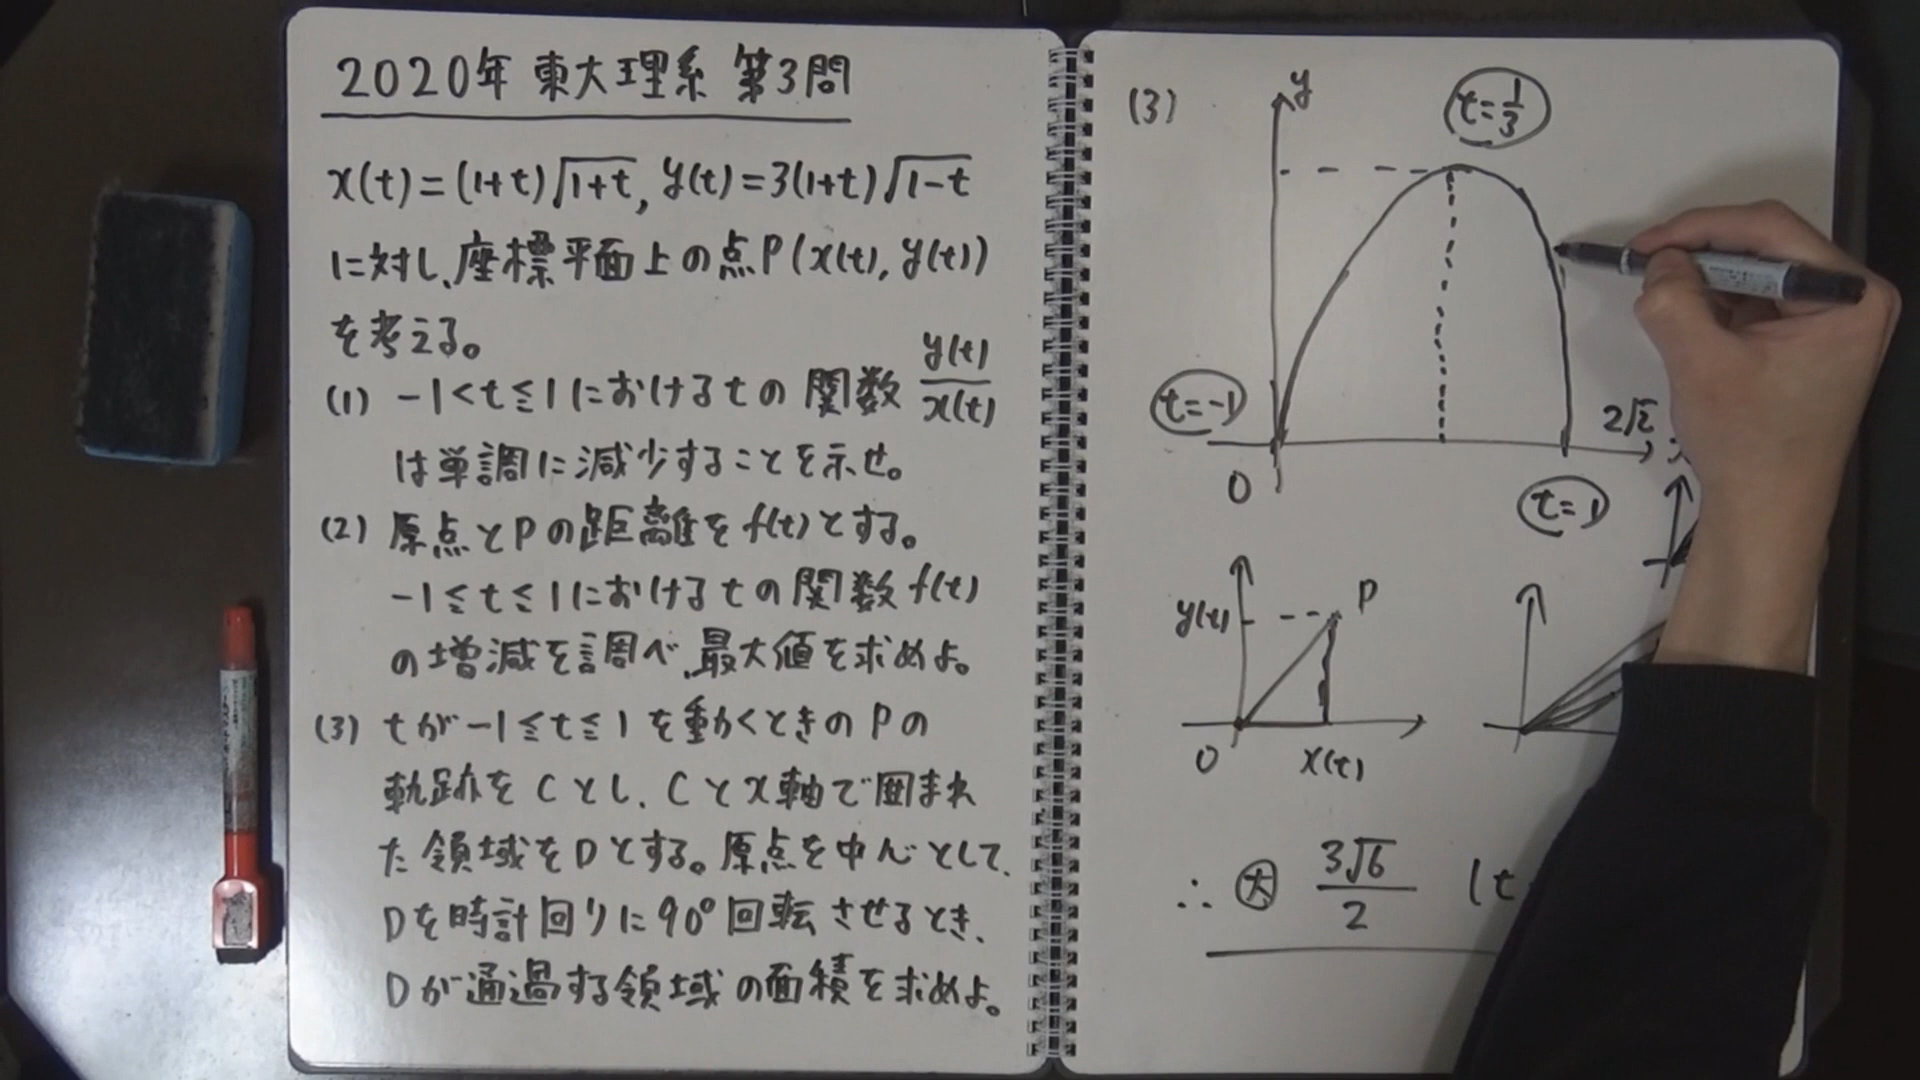 2020年 東大理系 第3問
x(t)=(1+t)√1+t, y(t)=3(1+t)√1-t
に対し、座標平面上の点P(x(t), y(t))
を考える。
(1) -1<t≦1における tの関数 y(t)/x(t)
は単調に減少することを示せ。
(2) 原点とPの距離をf(t)とする。
-1≦t≦1における tの関数f(t)
の増減を調べ、最大値を求めよ。
(3) tが-1≦t≦1を動くときのPの
軌跡をCとし、Cとx軸で囲まれ
た領域をDとする。原点を中心として、
Dを時計回りに90°回転させるとき、
Dが通過する領域の面積を求めよ。
(3)
y
t=1/3
t=-1
2√2
O
t=1
y(t)
P
O
x(t)
∴ 大 3√6/2 (t